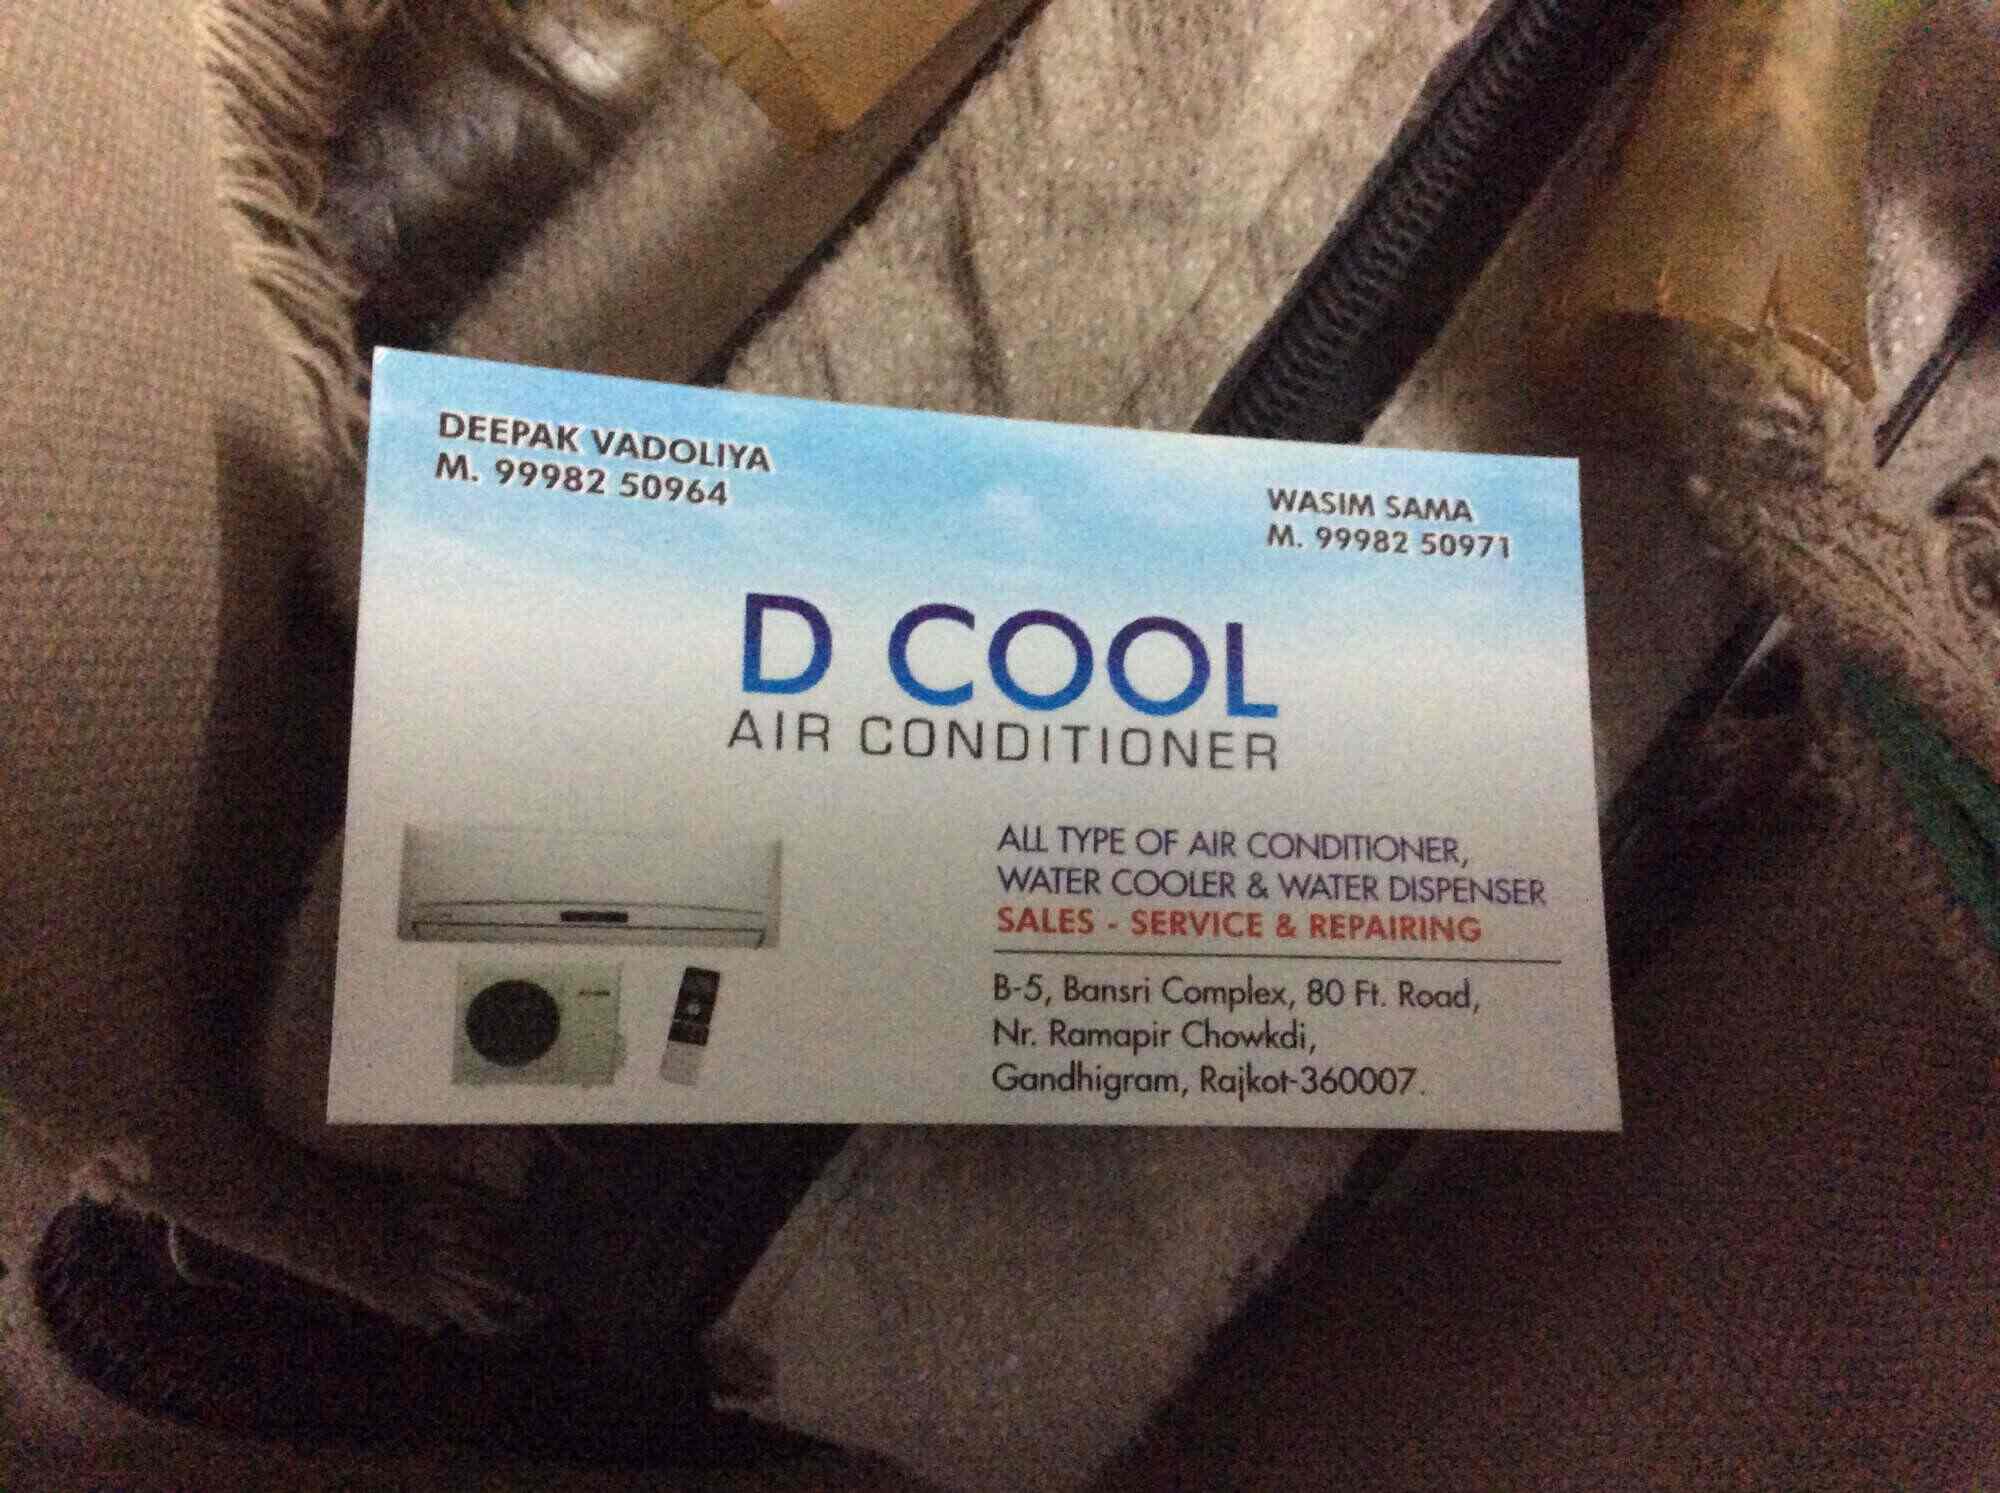 DEEPAK VADOLIYA
M. 99982 50964
WASIM SAMA
M. 99982 50971
D COOL
AIR CONDITIONER
ALL TYPE OF AIR CONDITIONER,
WATER COOLER & WATER DISPENSER
SALES - SERVICE & REPAIRING
B-5, Bansri Complex, 80 Ft. Road,
Nr. Ramapir Chowkdi,
Gandhigram, Rajkot-360007.